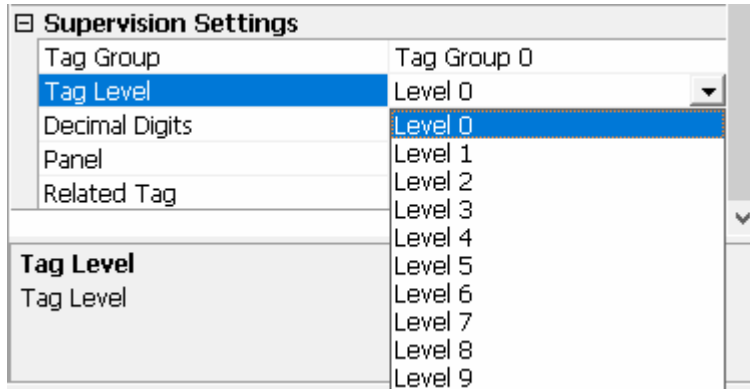 Supervision Settings
Tag Group Tag Group 0
Tag Level Level 0
Decimal Digits
Panel
Related Tag
Level 0
Level 1
Level 2
Level 3
Level 4
Level 5
Level 6
Level 7
Level 8
Level 9
Tag Level
Tag Level